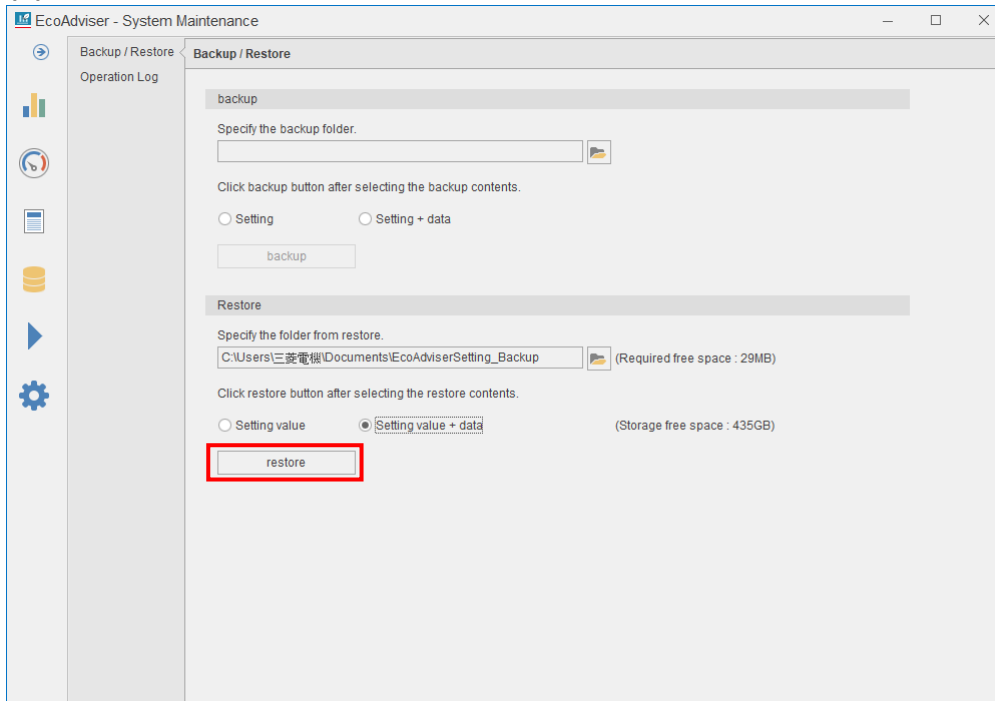 EcoAdviser - System Maintenance
Backup / Restore
Operation Log
Backup / Restore
backup
Specify the backup folder.
Click backup button after selecting the backup contents.
Setting
Setting + data
backup
Restore
Specify the folder from restore.
C:\Users\三菱電機\Documents\EcoAdviserSetting_Backup
(Required free space : 29MB)
Click restore button after selecting the restore contents.
Setting value
Setting value + data
(Storage free space : 435GB)
restore